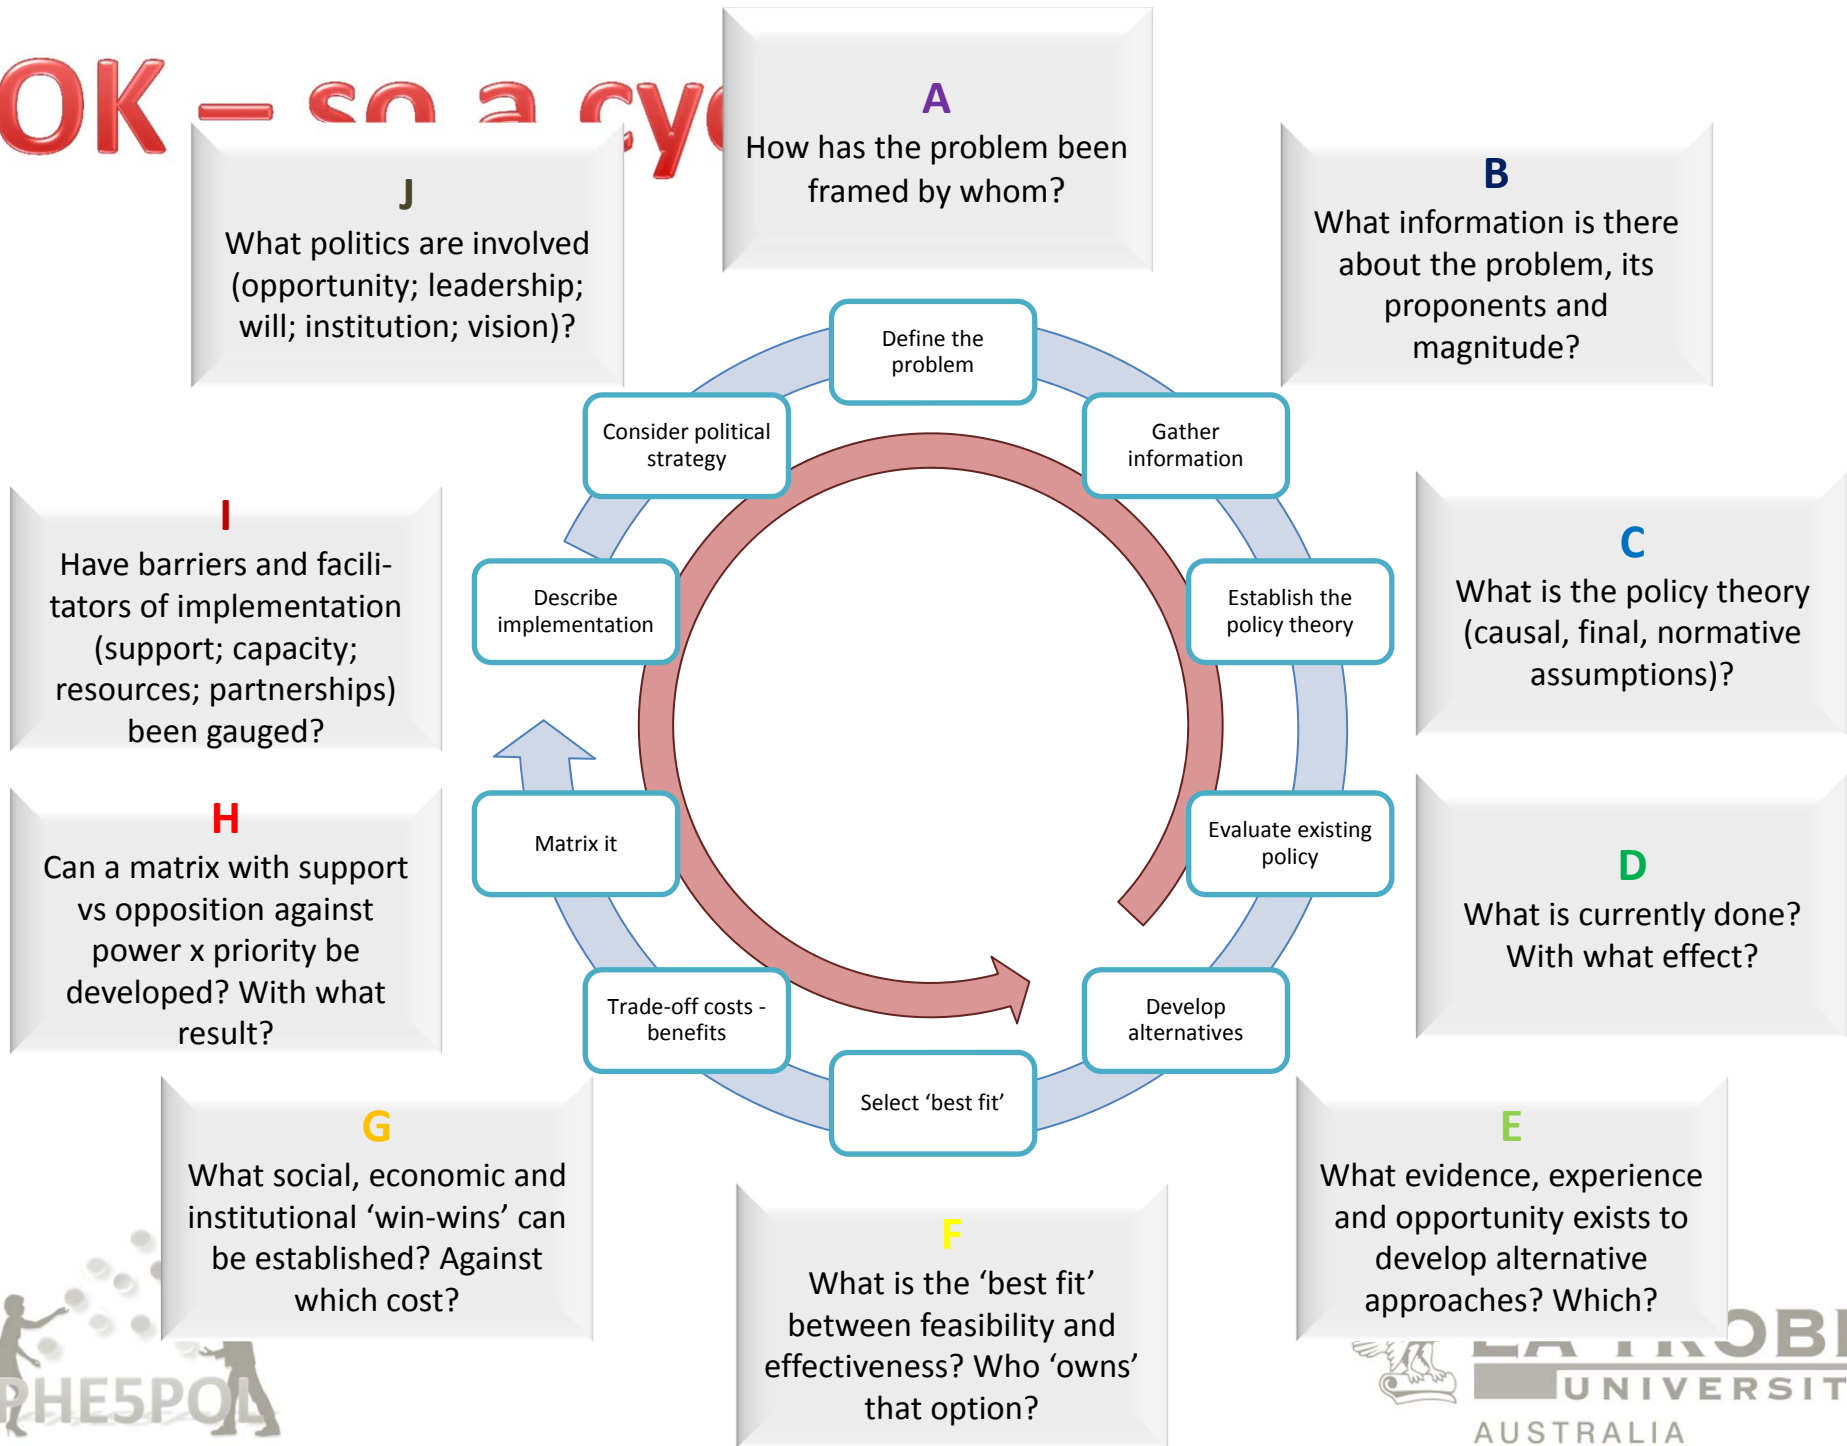 OK – so a cy
A
How has the problem been
framed by whom?
B
What information is there
about the problem, its
proponents and
magnitude?
C
What is the policy theory
(causal, final, normative
assumptions)?
D
What is currently done?
With what effect?
E
What evidence, experience
and opportunity exists to
develop alternative
approaches? Which?
F
What is the ‘best fit’
between feasibility and
effectiveness? Who ‘owns’
that option?
G
What social, economic and
institutional ‘win-wins’ can
be established? Against
which cost?
H
Can a matrix with support
vs opposition against
power x priority be
developed? With what
result?
I
Have barriers and facili-
tators of implementation
(support; capacity;
resources; partnerships)
been gauged?
J
What politics are involved
(opportunity; leadership;
will; institution; vision)?
Define the
problem
Gather
information
Establish the
policy theory
Evaluate existing
policy
Develop
alternatives
Select ‘best fit’
Trade-off costs -
benefits
Matrix it
Describe
implementation
Consider political
strategy
PHE5POL
LA TROBE
UNIVERSIT
AUSTRALIA